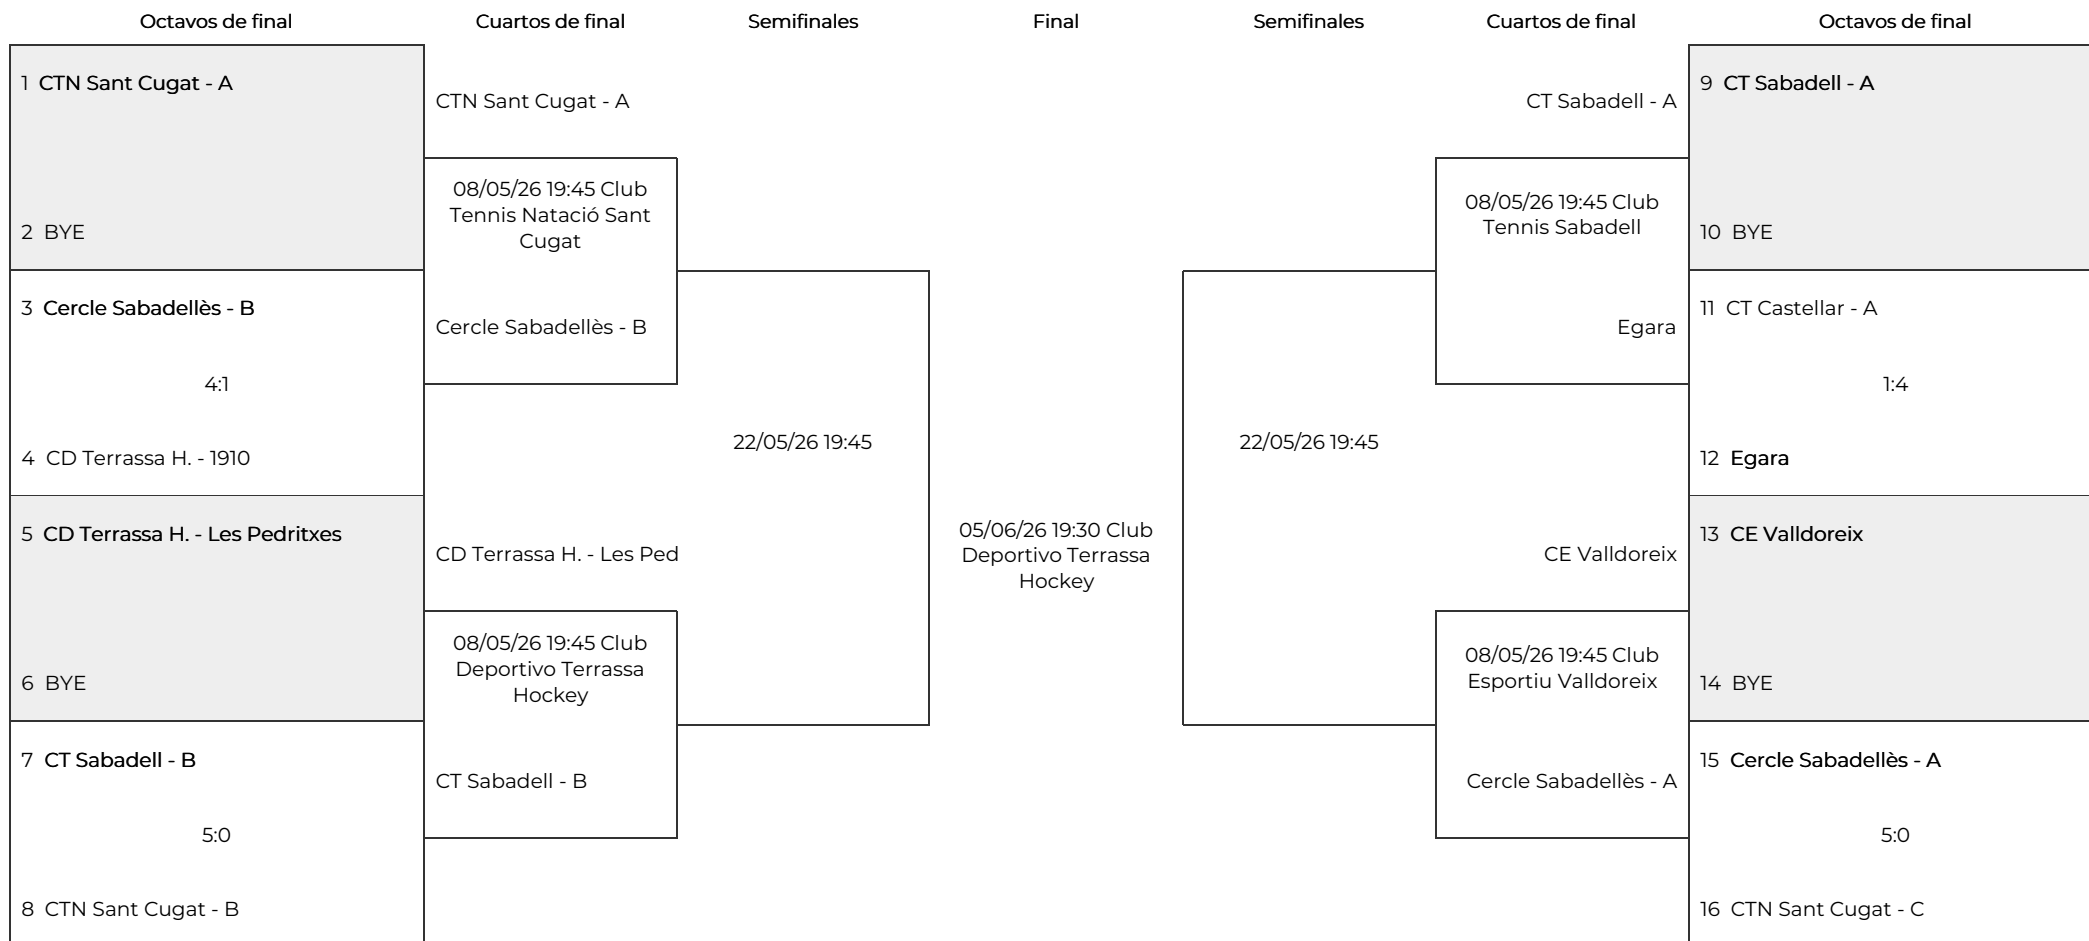 Octavos de final
Cuartos de final
Semifinales
Final
Semifinales
Cuartos de final
Octavos de final
1 CTN Sant Cugat - A
2 BYE
3 Cercle Sabadellès - B
4:1
4 CD Terrassa H. - 1910
5 CD Terrassa H. - Les Pedritxes
6 BYE
7 CT Sabadell - B
5:0
8 CTN Sant Cugat - B
CTN Sant Cugat - A
08/05/26 19:45 Club
Tennis Natació Sant
Cugat
Cercle Sabadellès - B
CD Terrassa H. - Les Ped
08/05/26 19:45 Club
Deportivo Terrassa
Hockey
CT Sabadell - B
22/05/26 19:45
05/06/26 19:30 Club
Deportivo Terrassa
Hockey
22/05/26 19:45
CT Sabadell - A
08/05/26 19:45 Club
Tennis Sabadell
Egara
CE Valldoreix
08/05/26 19:45 Club
Esportiu Valldoreix
Cercle Sabadellès - A
9 CT Sabadell - A
10 BYE
11 CT Castellar - A
1:4
12 Egara
13 CE Valldoreix
14 BYE
15 Cercle Sabadellès - A
5:0
16 CTN Sant Cugat - C